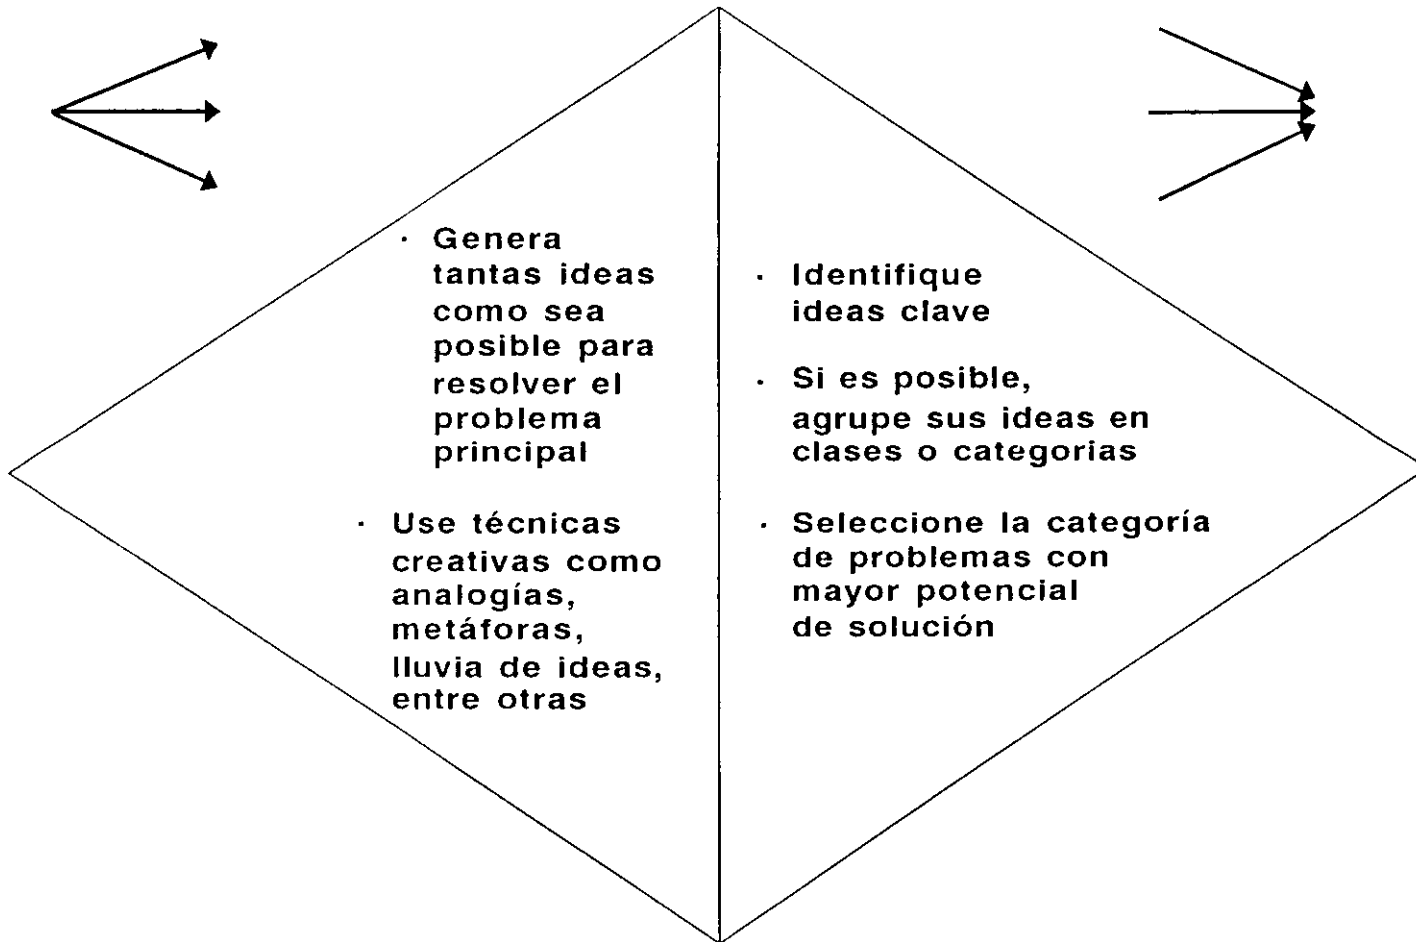 · Genera
tantas ideas
como sea
posible para
resolver el
problema
principal
· Use técnicas
creativas como
analogías,
metáforas,
lluvia de ideas,
entre otras
· Identifique
ideas clave
· Si es posible,
agrupe sus ideas en
clases o categorias
· Seleccione la categoría
de problemas con
mayor potencial
de solución